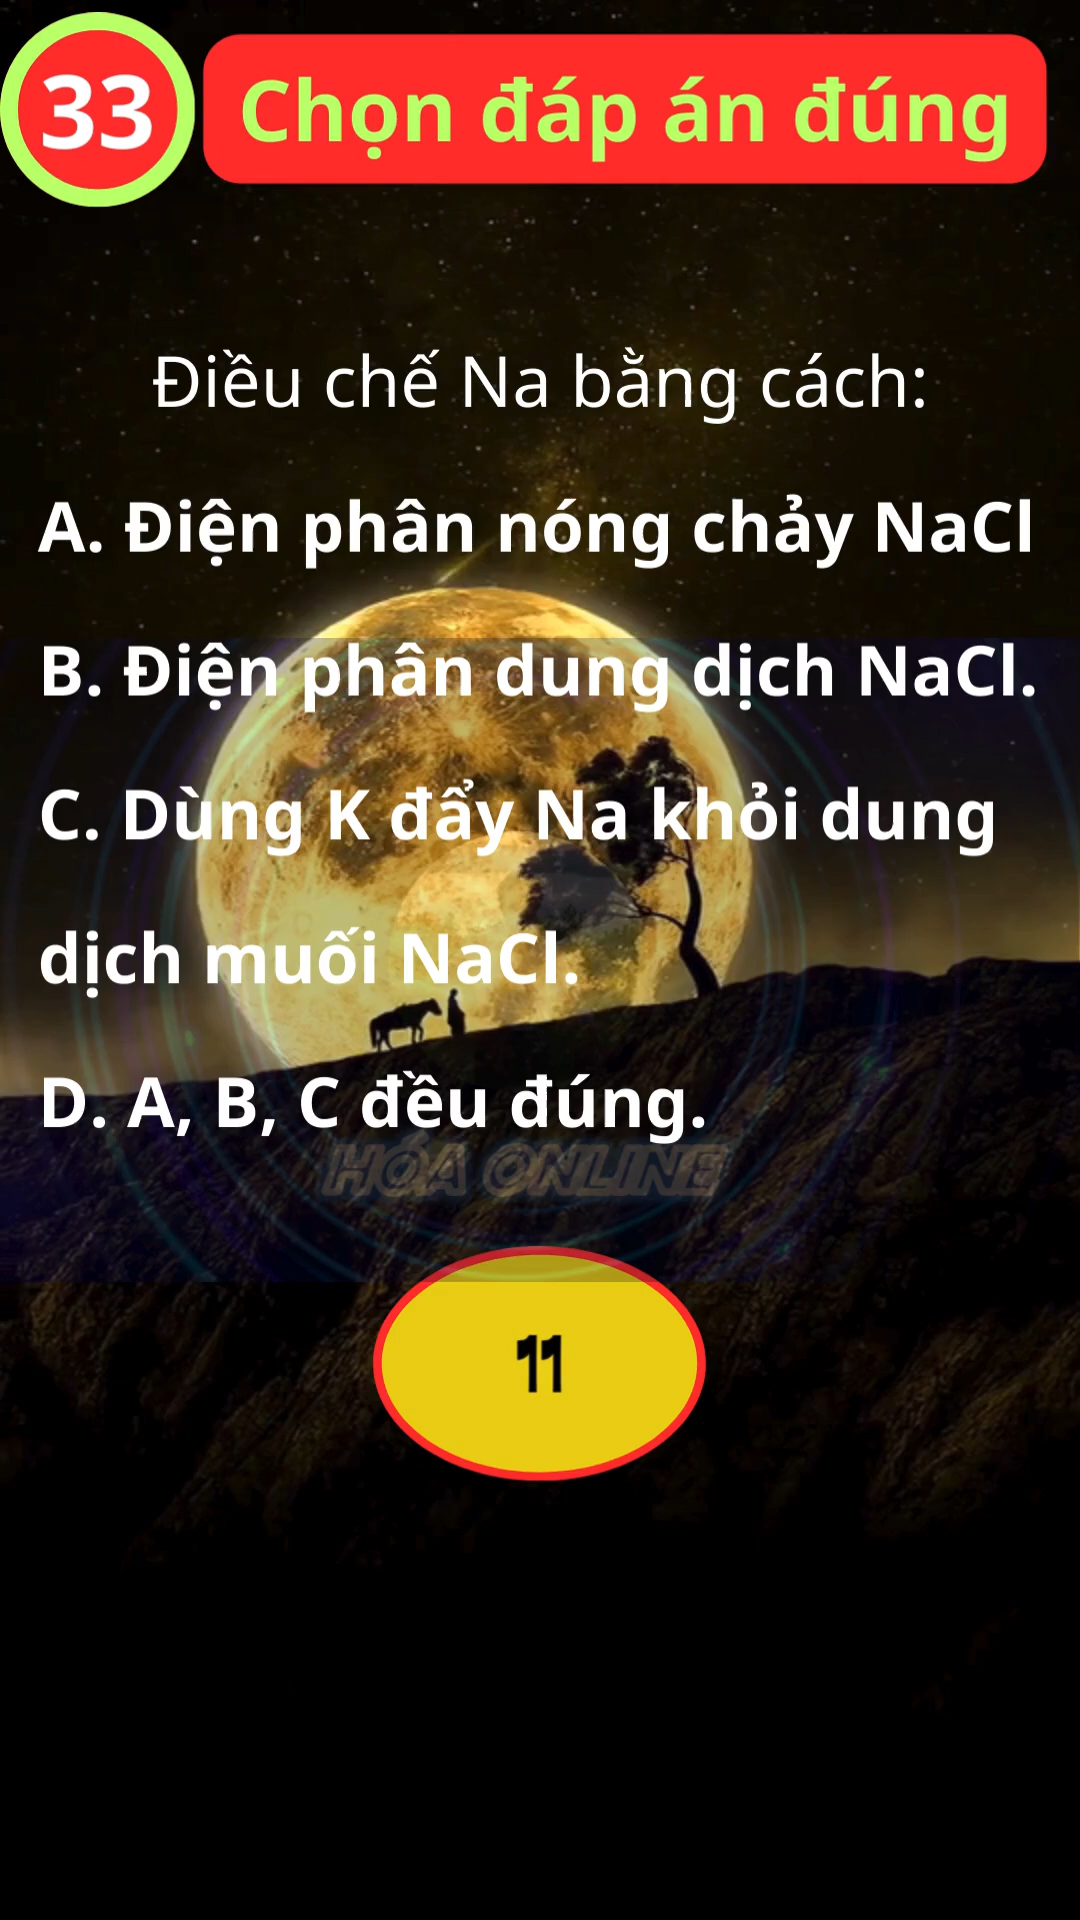 33
Chọn đáp án đúng
Điều chế Na bằng cách:
A. Điện phân nóng chảy NaCl
B. Điện phân dung dịch NaCl.
C. Dùng K đẩy Na khỏi dung
dịch muối NaCl.
D. A, B, C đều đúng.
HÓA ONLINE
11